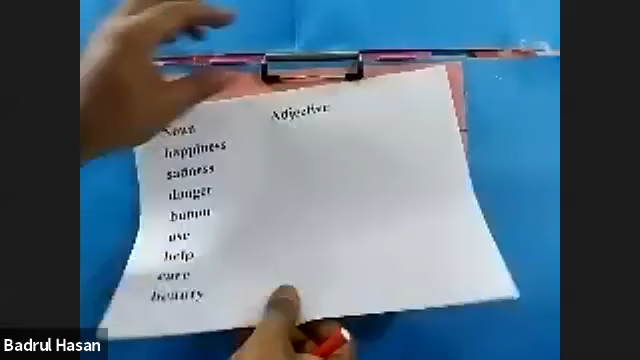 Noun Adjective
happiness
sadness
danger
use
help
care
beauty
Badrul Hasan